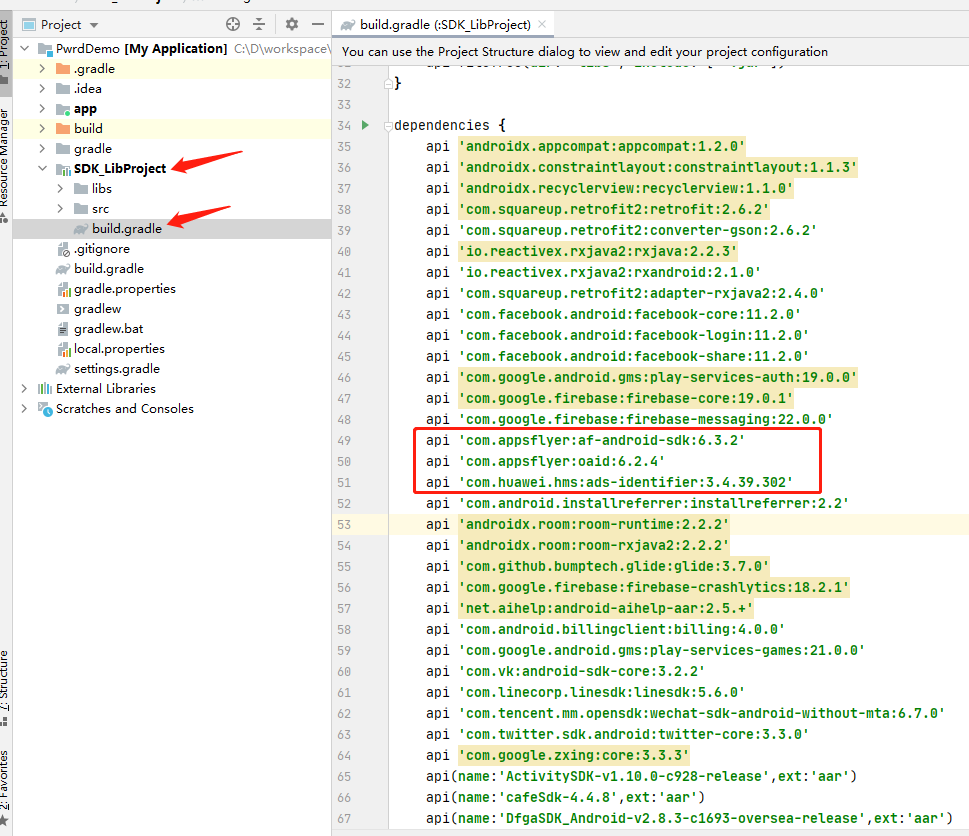 Project
build.gradle (:SDK_LibProject)
1: Project
Resource Manager
Z: Structure
2: Favorites
PwrdDemo [My Application] C:\D\workspace\
.gradle
.idea
app
build
gradle
SDK_LibProject
libs
src
build.gradle
.gitignore
build.gradle
gradle.properties
gradlew
gradlew.bat
local.properties
settings.gradle
External Libraries
Scratches and Consoles
You can use the Project Structure dialog to view and edit your project configuration
32 }
33
34 dependencies {
35 api 'androidx.appcompat:appcompat:1.2.0'
36 api 'androidx.constraintlayout:constraintlayout:1.1.3'
37 api 'androidx.recyclerview:recyclerview:1.1.0'
38 api 'com.squareup.retrofit2:retrofit:2.6.2'
39 api 'com.squareup.retrofit2:converter-gson:2.6.2'
40 api 'io.reactivex.rxjava2:rxjava:2.2.3'
41 api 'io.reactivex.rxjava2:rxandroid:2.1.0'
42 api 'com.squareup.retrofit2:adapter-rxjava2:2.4.0'
43 api 'com.facebook.android:facebook-core:11.2.0'
44 api 'com.facebook.android:facebook-login:11.2.0'
45 api 'com.facebook.android:facebook-share:11.2.0'
46 api 'com.google.android.gms:play-services-auth:19.0.0'
47 api 'com.google.firebase:firebase-core:19.0.1'
48 api 'com.google.firebase:firebase-messaging:22.0.0'
49 api 'com.appsflyer:af-android-sdk:6.3.2'
50 api 'com.appsflyer:oaid:6.2.4'
51 api 'com.huawei.hms:ads-identifier:3.4.39.302'
52 api 'com.android.installreferrer:installreferrer:2.2'
53 api 'androidx.room:room-runtime:2.2.2'
54 api 'androidx.room:room-rxjava2:2.2.2'
55 api 'com.github.bumptech.glide:glide:3.7.0'
56 api 'com.google.firebase:firebase-crashlytics:18.2.1'
57 api 'net.aihelp:android-aihelp-aar:2.5.+'
58 api 'com.android.billingclient:billing:4.0.0'
59 api 'com.google.android.gms:play-services-games:21.0.0'
60 api 'com.vk:android-sdk-core:3.2.2'
61 api 'com.linecorp.linesdk:linesdk:5.6.0'
62 api 'com.tencent.mm.opensdk:wechat-sdk-android-without-mta:6.7.0'
63 api 'com.twitter.sdk.android:twitter-core:3.3.0'
64 api 'com.google.zxing:core:3.3.3'
65 api(name:'ActivitySDK-v1.10.0-c928-release',ext:'aar')
66 api(name:'cafeSdk-4.4.8',ext:'aar')
67 api(name:'DfgaSDK_Android-v2.8.3-c1693-oversea-release',ext:'aar')